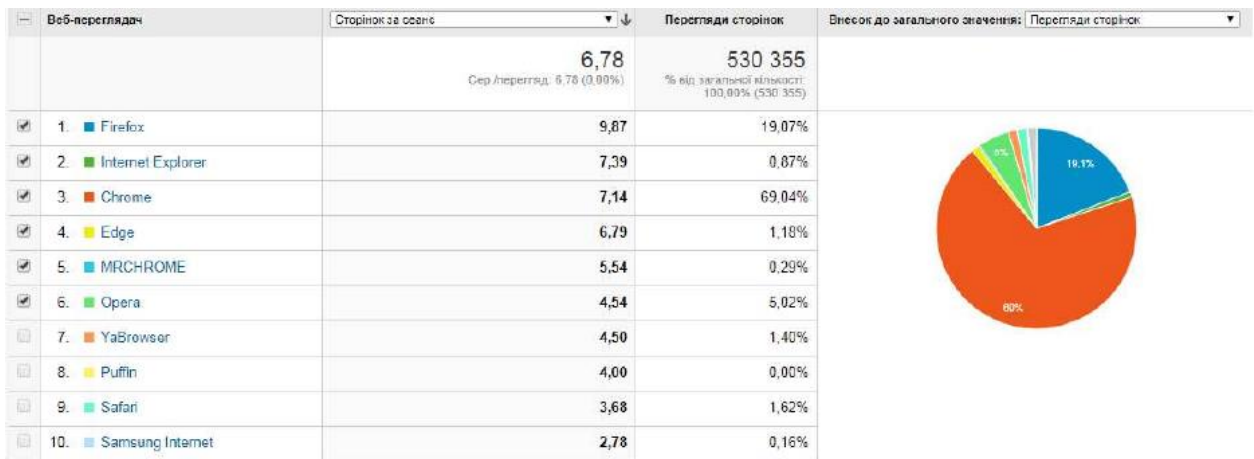 Веб-переглядач Сторінок за сеанс Перегляди сторінок Внесок до загального значення: Перегляди сторінок
6,78 530 355
Сер./перегляд: 6,78 (0,00%) % від загальної кількості: 100,00% (530 355)
1. Firefox 9,87 19,07%
2. Internet Explorer 7,39 0,87%
3. Chrome 7,14 69,04%
4. Edge 6,79 1,18%
5. MRCHROME 5,54 0,29%
6. Opera 4,54 5,02%
7. YaBrowser 4,50 1,40%
8. Puffin 4,00 0,00%
9. Safari 3,68 1,62%
10. Samsung Internet 2,78 0,16%
19.1%